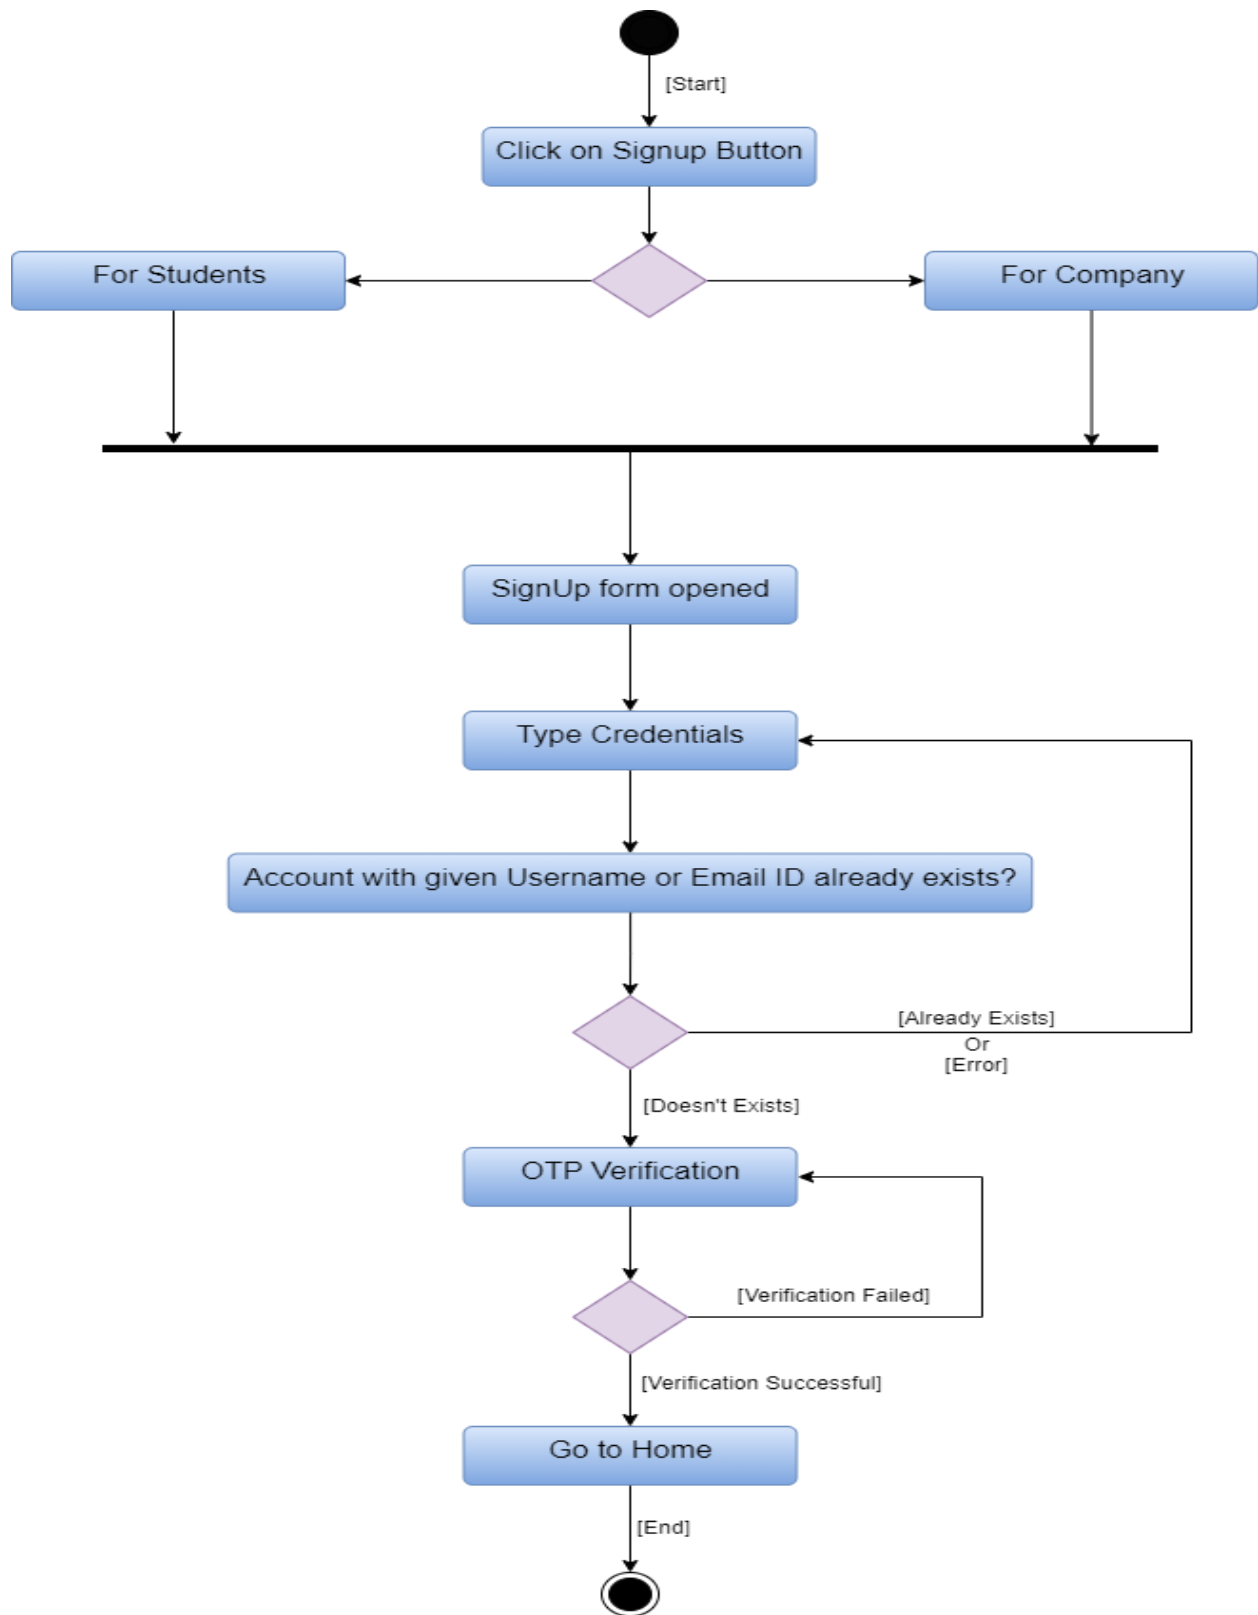 [Start]
Click on Signup Button
For Students
For Company
SignUp form opened
Type Credentials
Account with given Username or Email ID already exists?
[Already Exists]
Or
[Error]
[Doesn't Exists]
OTP Verification
[Verification Failed]
[Verification Successful]
Go to Home
[End]